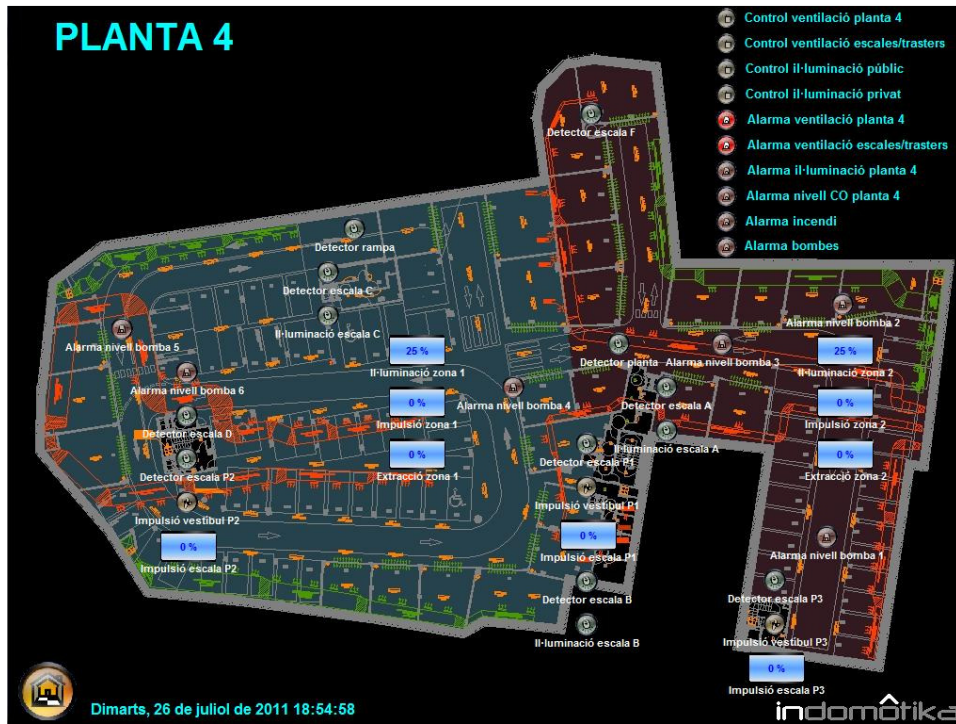 PLANTA 4
Control ventilació planta 4
Control ventilació escales/trasters
Control il·luminació públic
Control il·luminació privat
Alarma ventilació planta 4
Alarma ventilació escales/trasters
Alarma il·luminació planta 4
Alarma nivell CO planta 4
Alarma incendi
Alarma bombes
Detector escala F
Detector rampa
Detector escala C
Il·luminació escala C
Alarma nivell bomba 2
Alarma nivell bomba 5
25 %
Il·luminació zona 1
Detector planta
Alarma nivell bomba 3
25 %
Il·luminació zona 2
Alarma nivell bomba 6
0 %
Impulsió zona 1
Alarma nivell bomba 4
Detector escala A
0 %
Impulsió zona 2
Detector escala D
Il·luminació escala A
0 %
Extracció zona 1
Detector escala P1
0 %
Extracció zona 2
Detector escala P2
Impulsió vestíbul P1
Impulsió vestíbul P2
0 %
Impulsió escala P2
0 %
Impulsió escala P1
Alarma nivell bomba 1
Detector escala B
Detector escala P3
Il·luminació escala B
Impulsió vestíbul P3
0 %
Impulsió escala P3
Dimarts, 26 de juliol de 2011 18:54:58
indomôtika